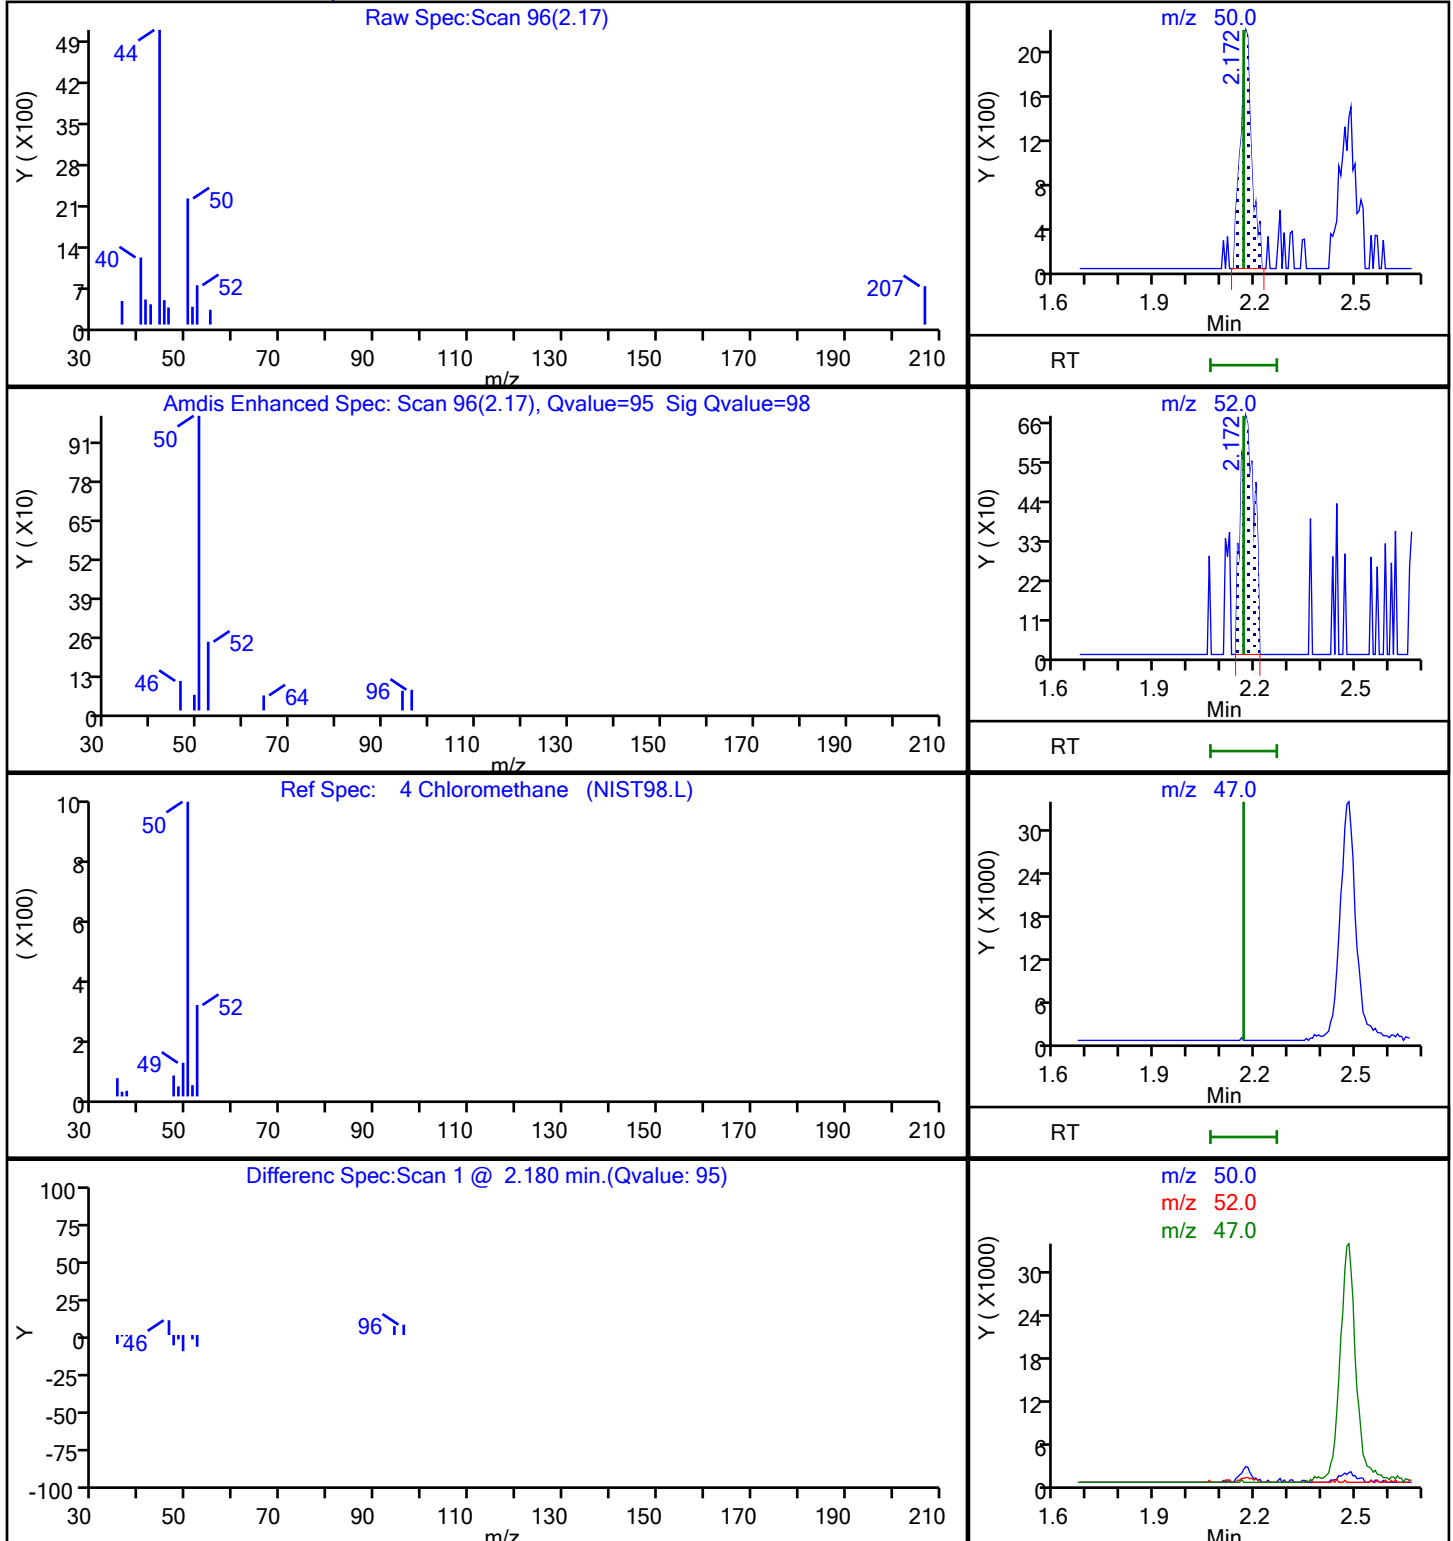 Raw Spec:Scan 96(2.17)
Y ( X100)
49
42
35
28
21
14
7
0
44
50
40
52
207
30 50 70 90 110 130 150 170 190 210
m/z
m/z 50.0
Y ( X100)
20
16
12
8
4
0
2.172
1.6 1.9 2.2 2.5
Min
RT
Amdis Enhanced Spec: Scan 96(2.17), Qvalue=95 Sig Qvalue=98
Y ( X10)
91
78
65
52
39
26
13
0
50
52
46
64
96
30 50 70 90 110 130 150 170 190 210
m/z
m/z 52.0
Y ( X10)
66
55
44
33
22
11
0
2.172
1.6 1.9 2.2 2.5
Min
RT
Ref Spec: 4 Chloromethane (NIST98.L)
( X100)
10
8
6
4
2
0
50
52
49
30 50 70 90 110 130 150 170 190 210
m/z 47.0
Y ( X1000)
30
24
18
12
6
0
1.6 1.9 2.2 2.5
Min
RT
Differenc Spec:Scan 1 @ 2.180 min.(Qvalue: 95)
Y
100
75
50
25
0
-25
-50
-75
-100
46
96
30 50 70 90 110 130 150 170 190 210
m/z
m/z 50.0
m/z 52.0
m/z 47.0
Y ( X1000)
30
24
18
12
6
0
1.6 1.9 2.2 2.5
Min